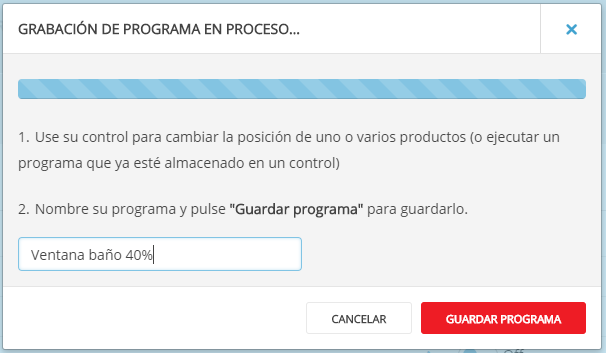 GRABACIÓN DE PROGRAMA EN PROCESO...
1. Use su control para cambiar la posición de uno o varios productos (o ejecutar un
programa que ya esté almacenado en un control)
2. Nombre su programa y pulse "Guardar programa" para guardarlo.
Ventana baño 40%
CANCELAR
GUARDAR PROGRAMA
Off